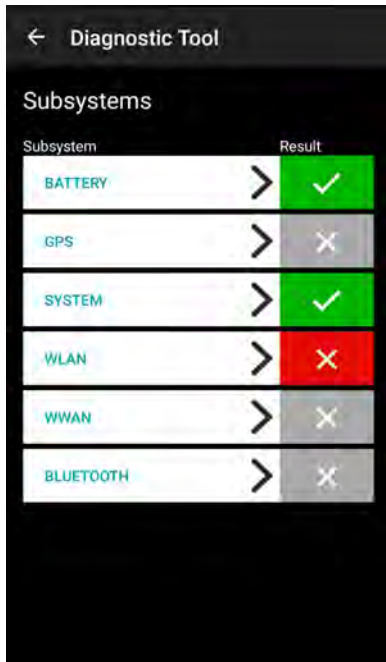 Diagnostic Tool
Subsystems
Subsystem Result
BATTERY
GPS
SYSTEM
WLAN
WWAN
BLUETOOTH